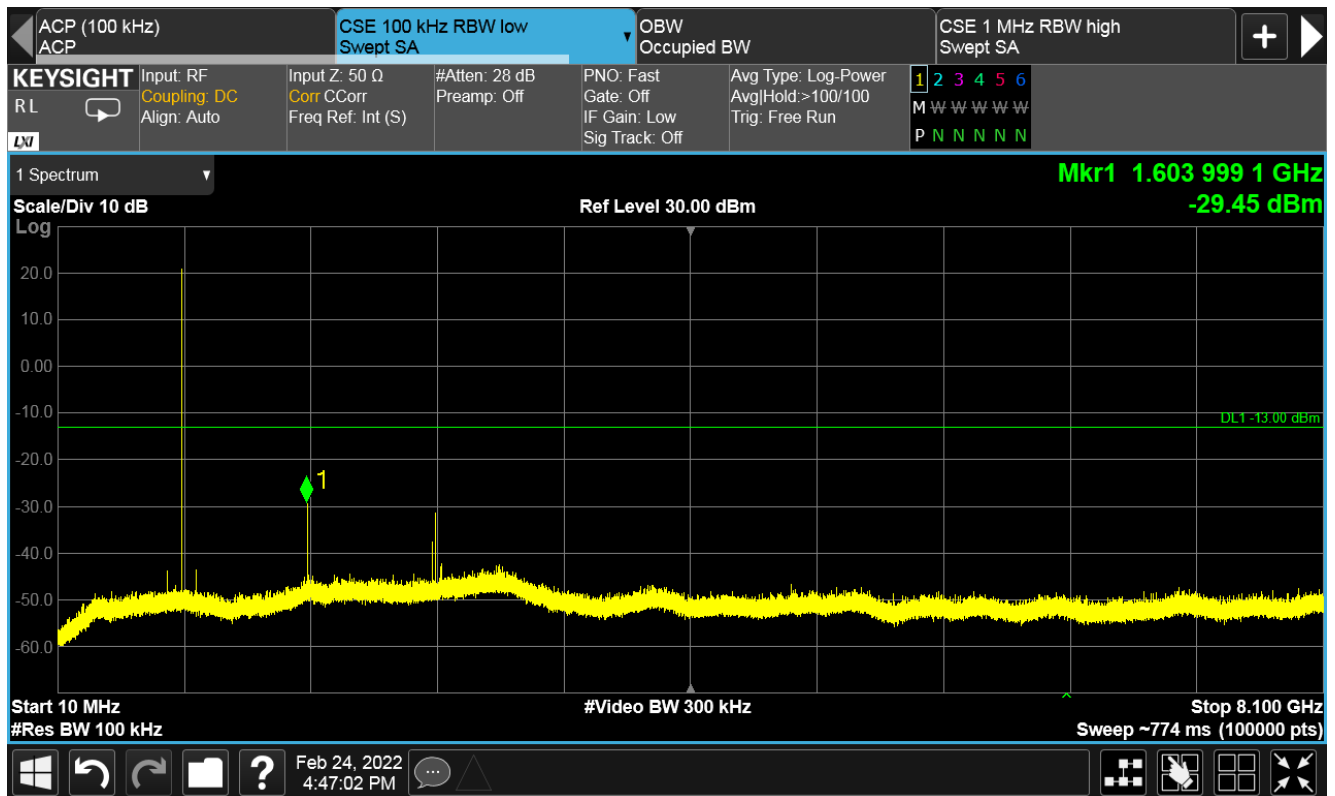 ACP (100 kHz)
ACP
CSE 100 kHz RBW low
Swept SA
OBW
Occupied BW
CSE 1 MHz RBW high
Swept SA
+
KEYSIGHT
R L
LXI
Input: RF
Coupling: DC
Align: Auto
Input Z: 50 Ω
Corr CCorr
Freq Ref: Int (S)
#Atten: 28 dB
Preamp: Off
PNO: Fast
Gate: Off
IF Gain: Low
Sig Track: Off
Avg Type: Log-Power
Avg|Hold:>100/100
Trig: Free Run
1 2 3 4 5 6
M W W W W W
P N N N N N
1 Spectrum
Mkr1 1.603 999 1 GHz
-29.45 dBm
Scale/Div 10 dB
Ref Level 30.00 dBm
Log
20.0
10.0
0.00
-10.0
DL1 -13.00 dBm
-20.0
1
-30.0
-40.0
-50.0
-60.0
Start 10 MHz
#Video BW 300 kHz
Stop 8.100 GHz
#Res BW 100 kHz
Sweep ~774 ms (100000 pts)
?
Feb 24, 2022
4:47:02 PM